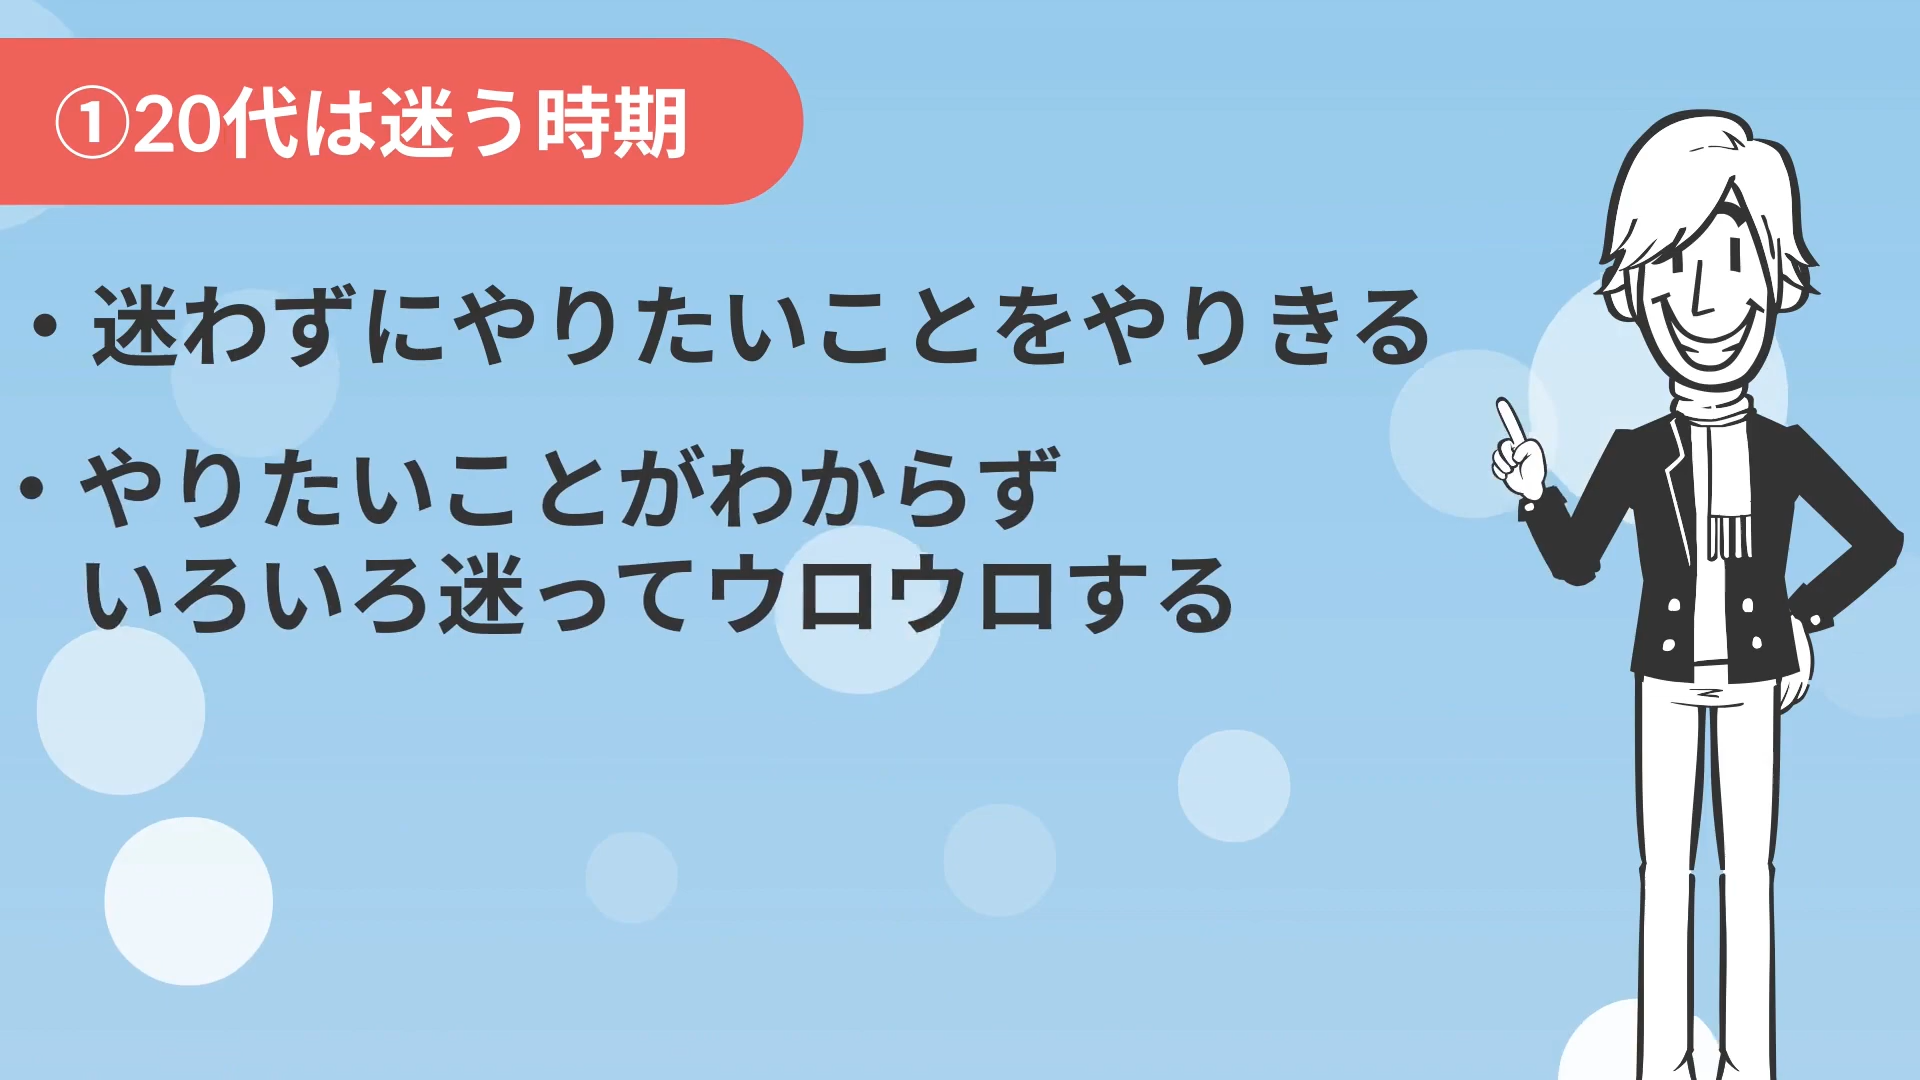 ①20代は迷う時期
・迷わずにやりたいことをやりきる
・やりたいことがわからず
いろいろ迷ってウロウロする